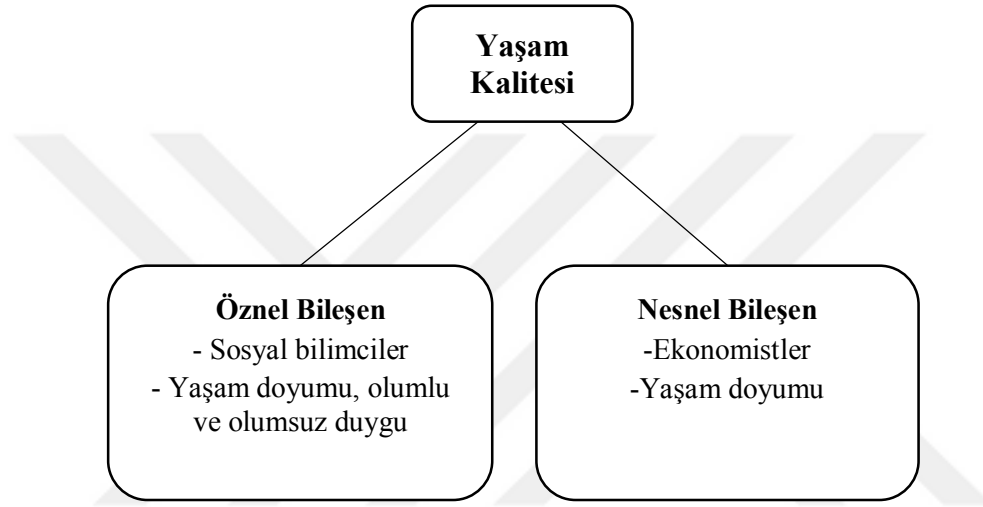 Yaşam
Kalitesi
Öznel Bileşen
- Sosyal bilimciler
- Yaşam doyumu, olumlu
ve olumsuz duygu
Nesnel Bileşen
-Ekonomistler
-Yaşam doyumu